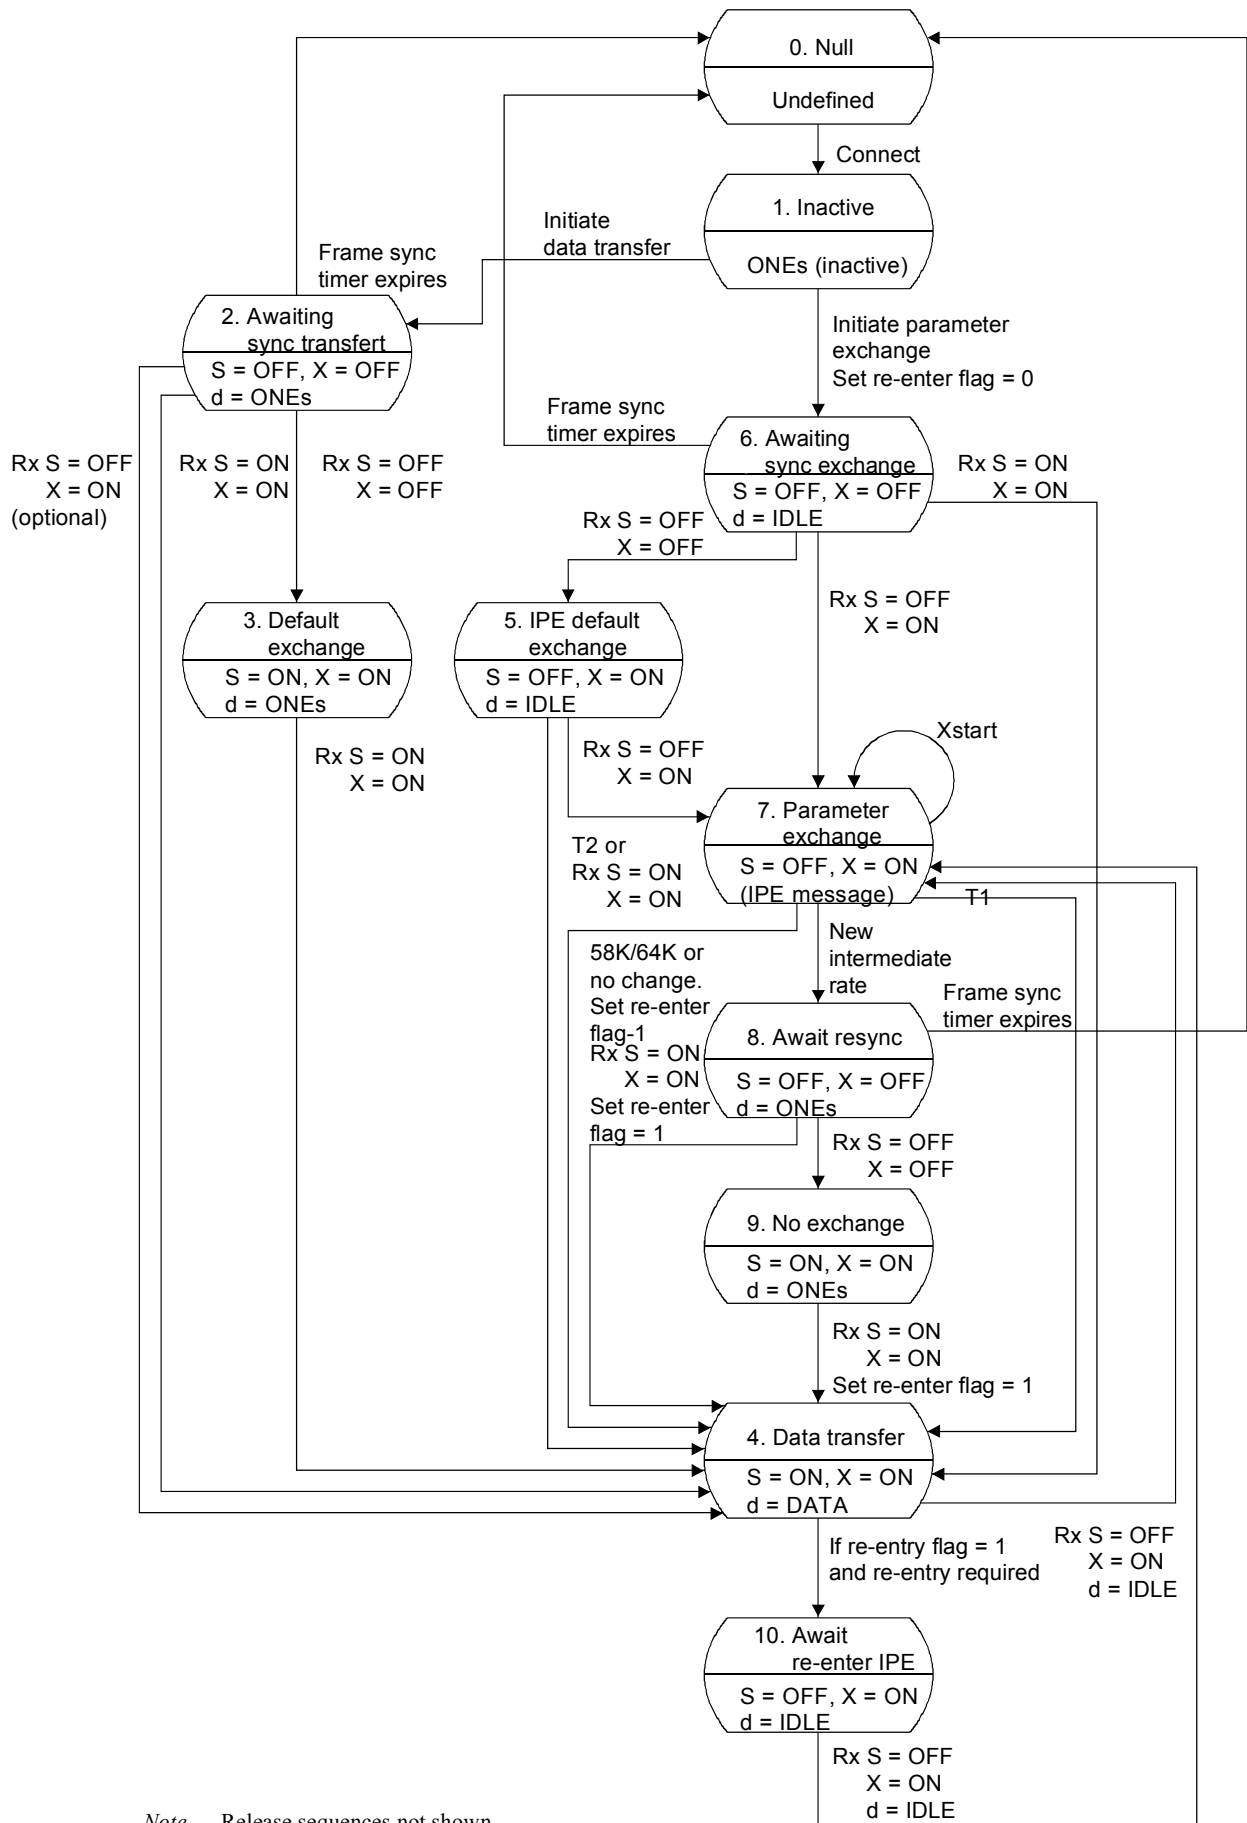 0. Null
Undefined
Connect
1. Inactive
ONEs (inactive)
Initiate
data transfer
Frame sync
timer expires
2. Awaiting
sync transfert
S = OFF, X = OFF
d = ONEs
Initiate parameter
exchange
Set re-enter flag = 0
Frame sync
timer expires
6. Awaiting
sync exchange
S = OFF, X = OFF
d = IDLE
Rx S = ON
X = ON
Rx S = OFF
X = ON
(optional)
Rx S = ON
X = ON
Rx S = OFF
X = OFF
Rx S = OFF
X = OFF
Rx S = OFF
X = ON
3. Default
exchange
S = ON, X = ON
d = ONEs
5. IPE default
exchange
S = OFF, X = ON
d = IDLE
Rx S = ON
X = ON
Rx S = OFF
X = ON
Xstart
7. Parameter
exchange
S = OFF, X = ON
(IPE message)
T2 or
Rx S = ON
X = ON
T1
New
intermediate
rate
58K/64K or
no change.
Set re-enter
flag-1
Frame sync
timer expires
8. Await resync
S = OFF, X = OFF
d = ONEs
Rx S = ON
X = ON
Set re-enter
flag = 1
Rx S = OFF
X = OFF
9. No exchange
S = ON, X = ON
d = ONEs
Rx S = ON
X = ON
Set re-enter flag = 1
4. Data transfer
S = ON, X = ON
d = DATA
If re-entry flag = 1
and re-entry required
Rx S = OFF
X = ON
d = IDLE
10. Await
re-enter IPE
S = OFF, X = ON
d = IDLE
Rx S = OFF
X = ON
d = IDLE
Note Release sequences not shown